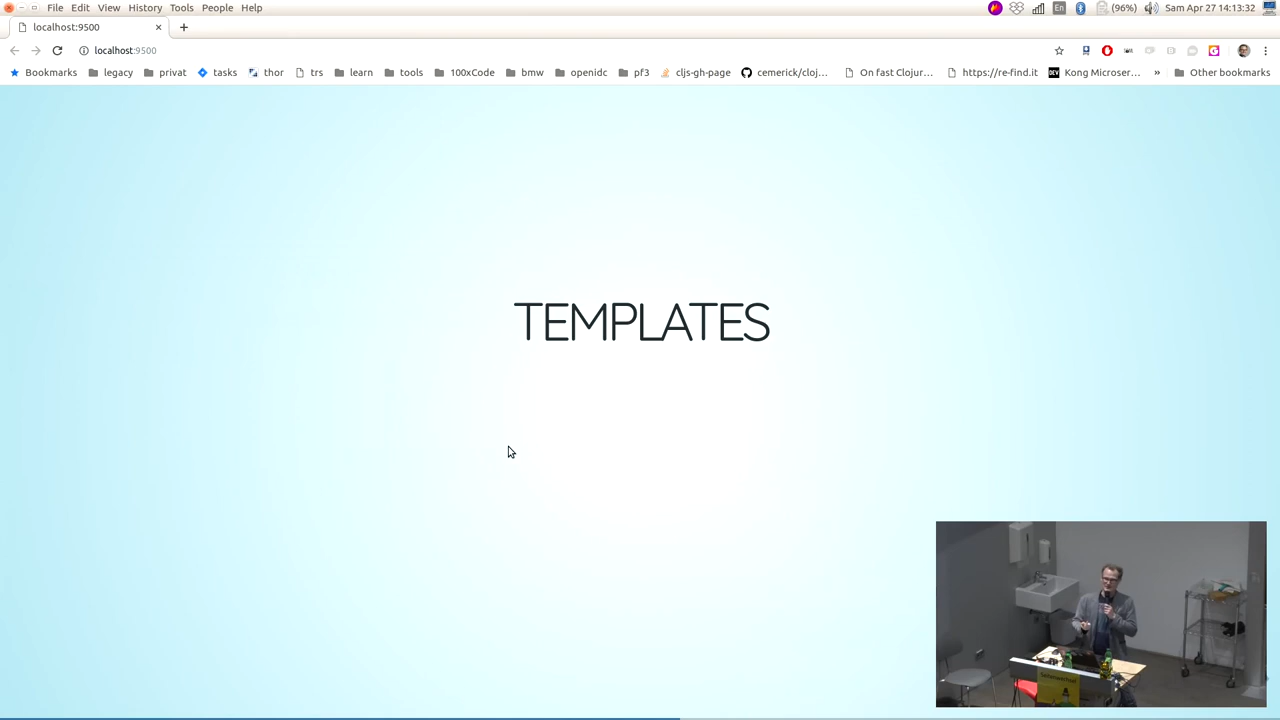 File Edit View History Tools People Help
En (96%) Sam Apr 27 14:13:32
localhost:9500
localhost:9500
Bookmarks legacy privat tasks thor trs learn tools 100xCode bmw openidc pf3 cljs-gh-page cemerick/cloj... On fast Clojur... https://re-find.it DEV Kong Microser... » Other bookmarks
TEMPLATES